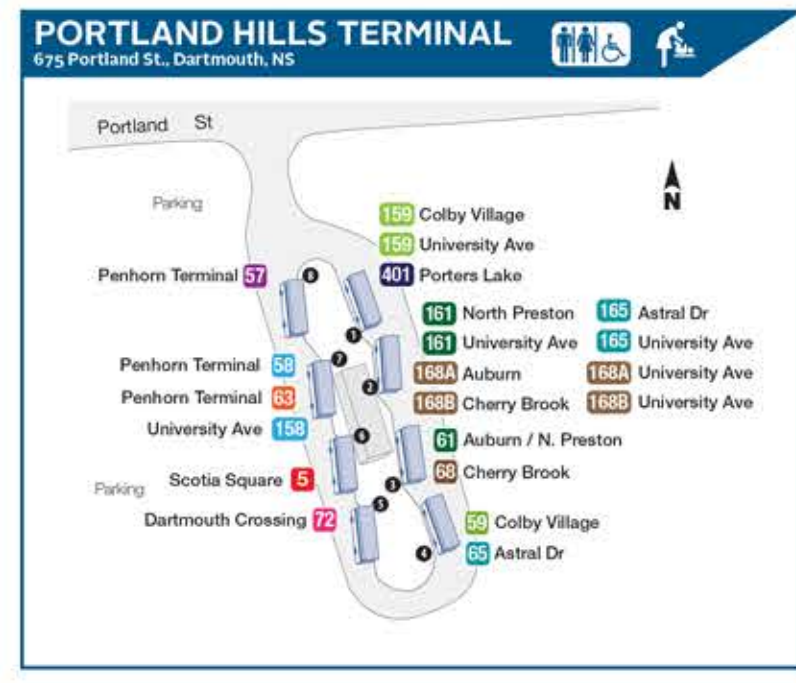 PORTLAND HILLS TERMINAL
675 Portland St., Dartmouth, NS
Portland St
Parking
N
159 Colby Village
159 University Ave
Penhorn Terminal 57
8
401 Porters Lake
161 North Preston
165 Astral Dr
1
161 University Ave
165 University Ave
7
Penhorn Terminal 58
168A Auburn
168A University Ave
2
Penhorn Terminal 63
168B Cherry Brook
168B University Ave
University Ave 158
6
61 Auburn / N. Preston
Scotia Square 5
68 Cherry Brook
Parking
3
5
Dartmouth Crossing 72
59 Colby Village
4
65 Astral Dr